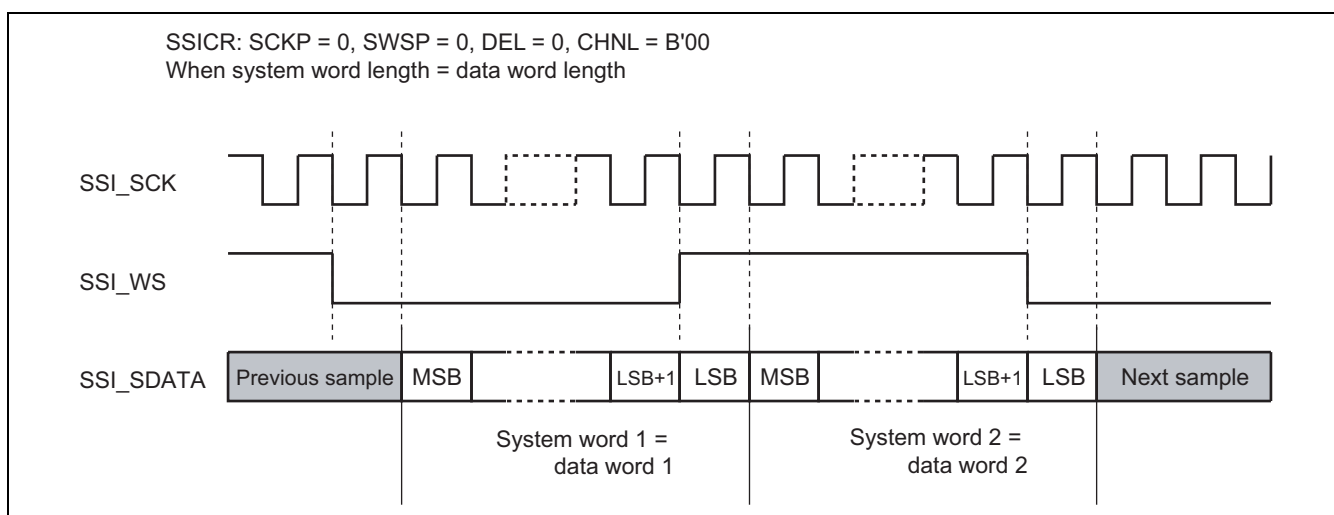 SSICR: SCKP = 0, SWSP = 0, DEL = 0, CHNL = B'00
When system word length = data word length
SSI_SCK
SSI_WS
SSI_SDATA Previous sample MSB LSB+1 LSB MSB LSB+1 LSB Next sample
System word 1 = System word 2 =
data word 1 data word 2